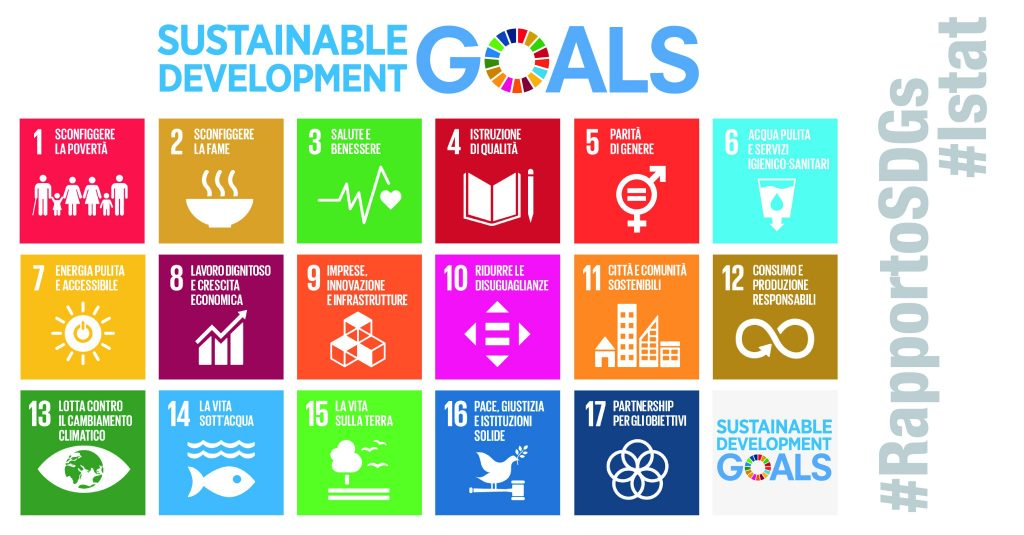 SUSTAINABLE
DEVELOPMENT
GOALS
1 SCONFIGGERE
LA POVERTÀ
2 SCONFIGGERE
LA FAME
3 SALUTE E
BENESSERE
4 ISTRUZIONE
DI QUALITÀ
5 PARITÀ
DI GENERE
6 ACQUA PULITA
E SERVIZI
IGIENICO-SANITARI
7 ENERGIA PULITA
E ACCESSIBILE
8 LAVORO DIGNITOSO
E CRESCITA
ECONOMICA
9 IMPRESE,
INNOVAZIONE
E INFRASTRUTTURE
10 RIDURRE LE
DISUGUAGLIANZE
11 CITTÀ E COMUNITÀ
SOSTENIBILI
12 CONSUMO E
PRODUZIONE
RESPONSABILI
13 LOTTA CONTRO
IL CAMBIAMENTO
CLIMATICO
14 LA VITA
SOTT'ACQUA
15 LA VITA
SULLA TERRA
16 PACE, GIUSTIZIA
E ISTITUZIONI
SOLIDE
17 PARTNERSHIP
PER GLI OBIETTIVI
SUSTAINABLE
DEVELOPMENT
GOALS
#RapportoSDGs
#Istat